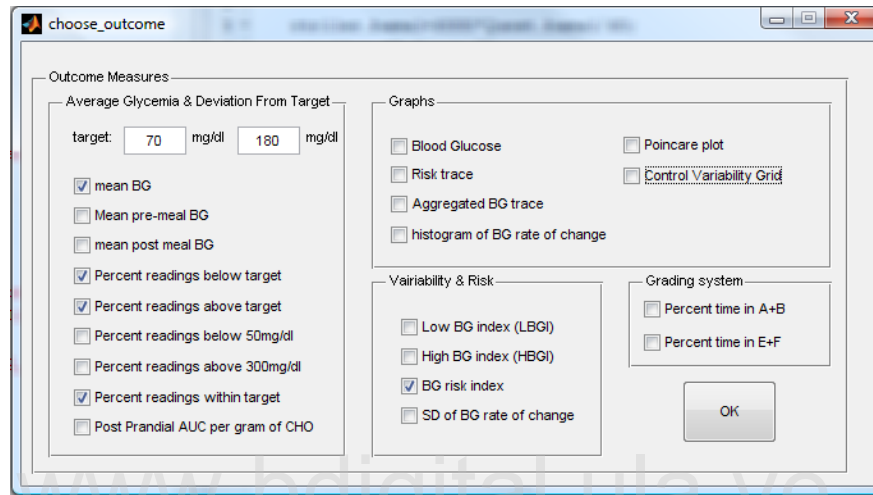 choose_outcome
Outcome Measures
Average Glycemia & Deviation From Target
target: 70 mg/dl 180 mg/dl
mean BG
Mean pre-meal BG
mean post meal BG
Percent readings below target
Percent readings above target
Percent readings below 50mg/dl
Percent readings above 300mg/dl
Percent readings within target
Post Prandial AUC per gram of CHO
Graphs
Blood Glucose
Risk trace
Aggregated BG trace
histogram of BG rate of change
Poincare plot
Control Variability Grid
Vairiability & Risk
Low BG index (LBGI)
High BG index (HBGI)
BG risk index
SD of BG rate of change
Grading system
Percent time in A+B
Percent time in E+F
OK
www.bdigital.ula.ve